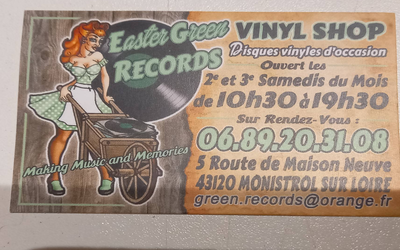 Easter Green
RECORDS
Making Music and Memories
VINYL SHOP
Disques vinyles d'occasion
Ouvert les
2e et 3e Samedis du Mois
de 10h30 à 19h30
Sur Rendez-Vous :
06.89.20.31.08
5 Route de Maison Neuve
43120 MONISTROL SUR LOIRE
green.records@orange.fr